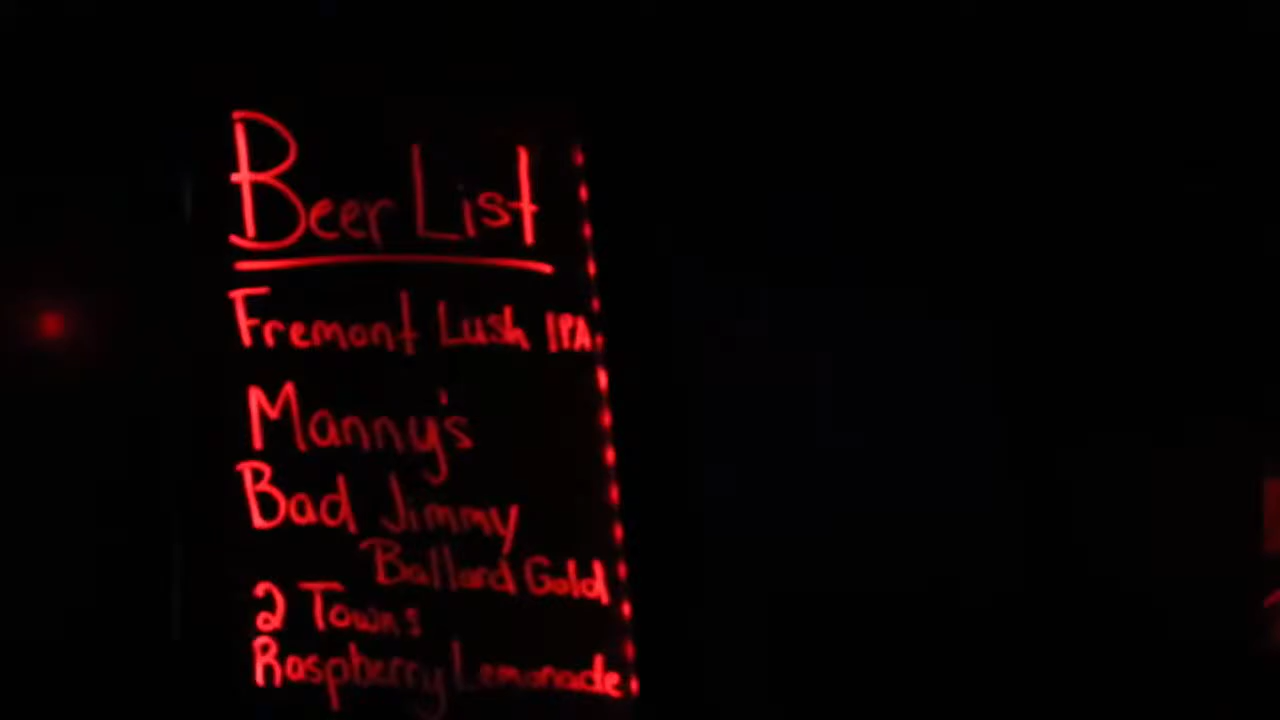 Beer List
Fremont Lush IPA
Manny's
Bad Jimmy
Ballard Gold
2 Towns
Raspberry Lemonade